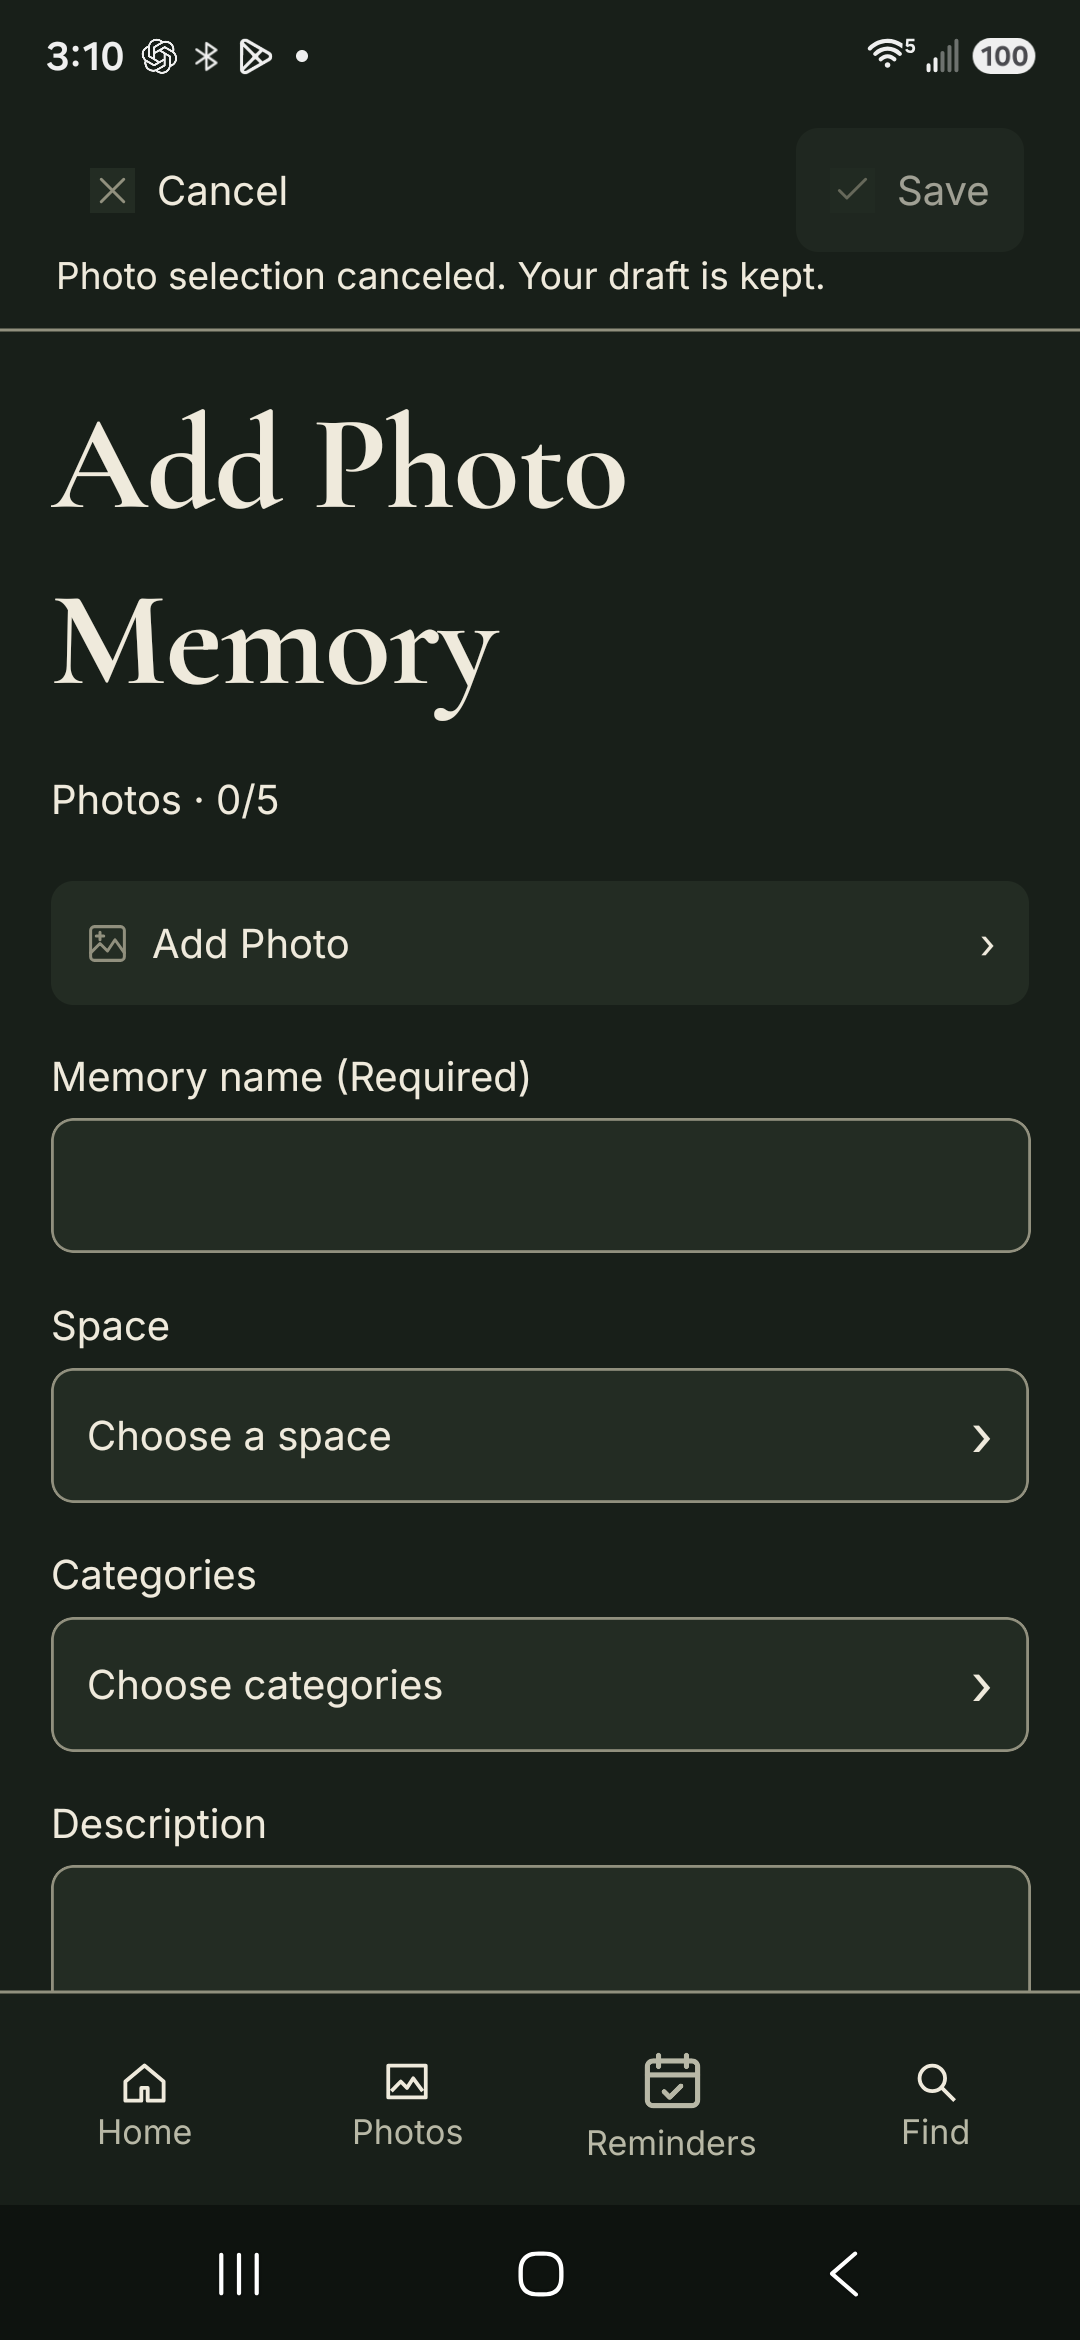 3:10
5
100
Cancel
Save
Photo selection canceled. Your draft is kept.
Add Photo
Memory
Photos · 0/5
Add Photo ›
Memory name (Required)
Space
Choose a space ›
Categories
Choose categories ›
Description
Home
Photos
Reminders
Find